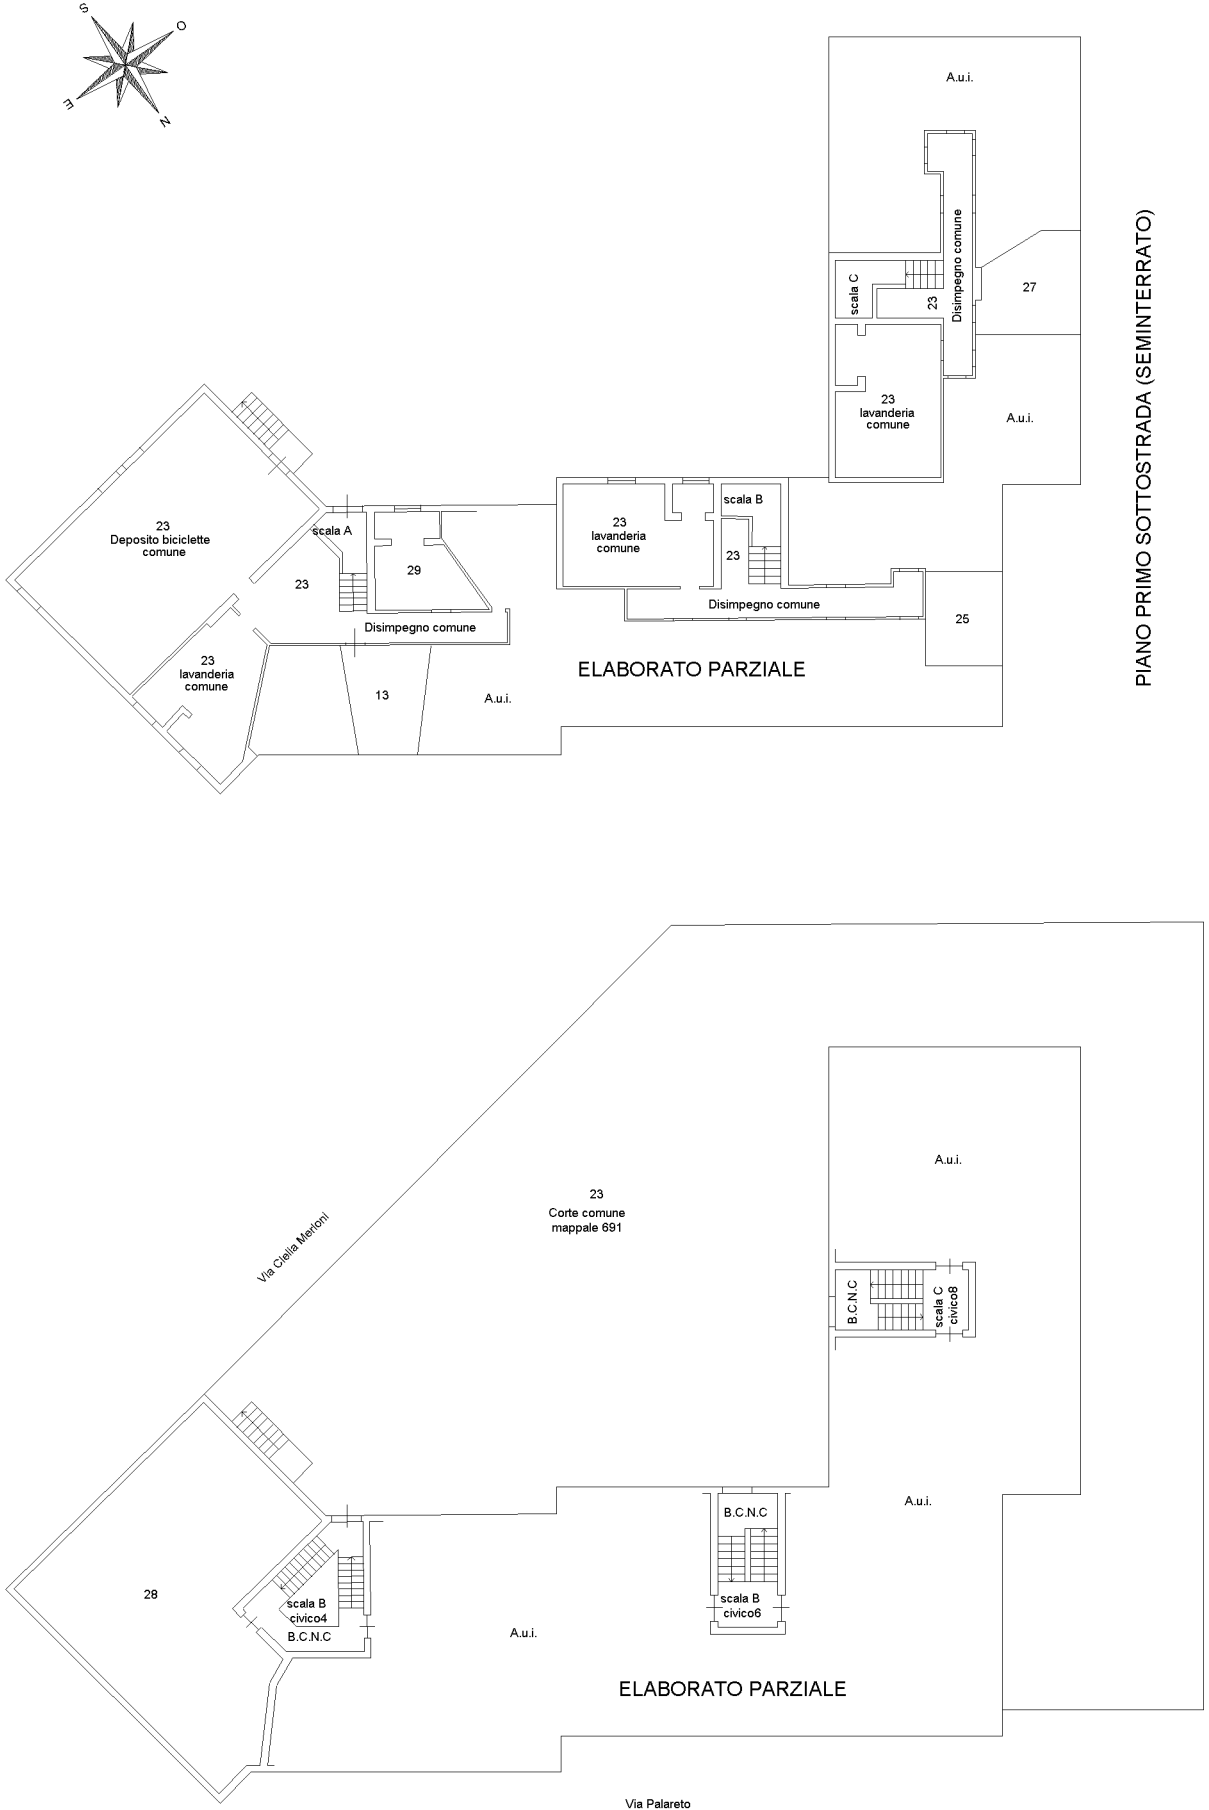 S
O
E
N
A.u.i.
Disimpegno comune
scala C
23
27
PIANO PRIMO SOTTOSTRADA (SEMINTERRATO)
23
lavanderia
comune
A.u.i.
23
Deposito biciclette
comune
scala A
23
29
23
lavanderia
comune
scala B
23
Disimpegno comune
Disimpegno comune
25
23
lavanderia
comune
13
A.u.i.
ELABORATO PARZIALE
A.u.i.
23
Corte comune
mappale 691
Via Clelia Merloni
B.C.N.C
scala C
civico8
A.u.i.
B.C.N.C
scala B
civico6
28
scala B
civico4
B.C.N.C
A.u.i.
ELABORATO PARZIALE
Via Palareto